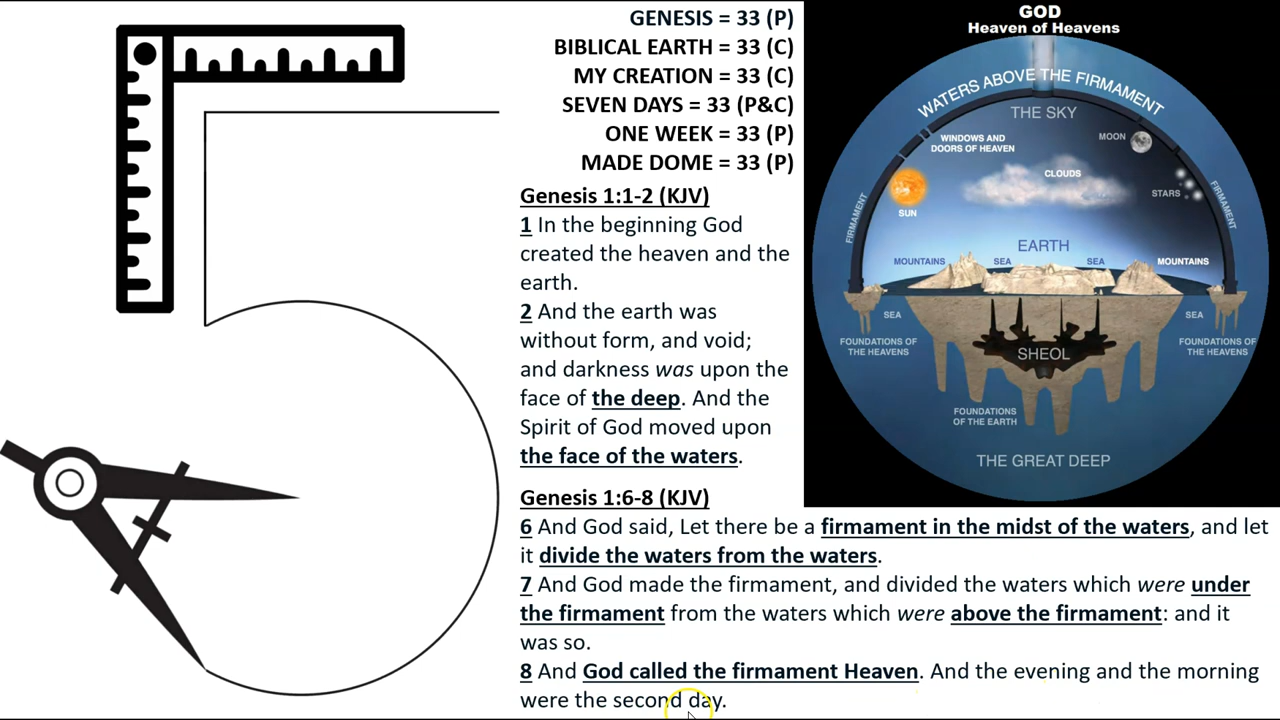 GENESIS = 33 (P)
BIBLICAL EARTH = 33 (C)
MY CREATION = 33 (C)
SEVEN DAYS = 33 (P&C)
ONE WEEK = 33 (P)
MADE DOME = 33 (P)
Genesis 1:1-2 (KJV)
1 In the beginning God
created the heaven and the
earth.
2 And the earth was
without form, and void;
and darkness was upon the
face of the deep. And the
Spirit of God moved upon
the face of the waters.
Genesis 1:6-8 (KJV)
6 And God said, Let there be a firmament in the midst of the waters, and let
it divide the waters from the waters.
7 And God made the firmament, and divided the waters which were under
the firmament from the waters which were above the firmament: and it
was so.
8 And God called the firmament Heaven. And the evening and the morning
were the second day.
GOD
Heaven of Heavens
WATERS ABOVE THE FIRMAMENT
THE SKY
WINDOWS AND
DOORS OF HEAVEN
MOON
CLOUDS
STARS
SUN
FIRMAMENT
FIRMAMENT
EARTH
MOUNTAINS
SEA
SEA
MOUNTAINS
SEA
SEA
FOUNDATIONS OF
THE HEAVENS
SHEOL
FOUNDATIONS OF
THE HEAVENS
FOUNDATIONS
OF THE EARTH
THE GREAT DEEP